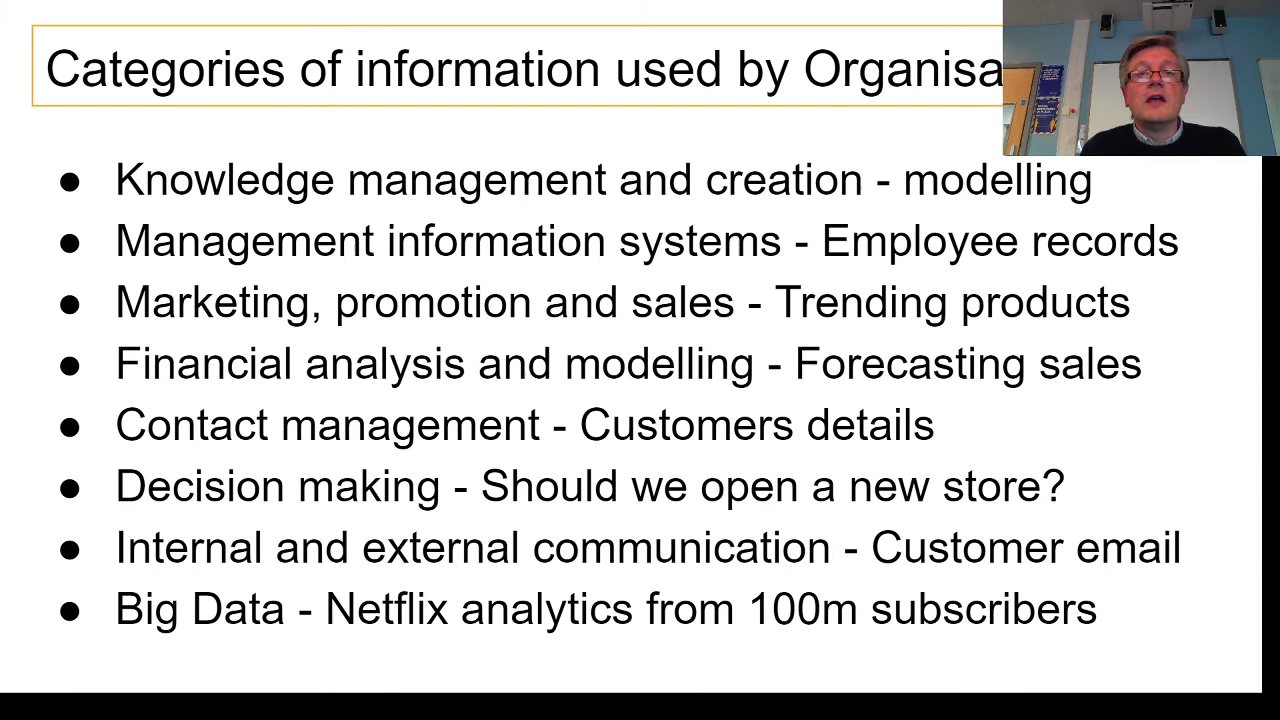 Categories of information used by Organisa
● Knowledge management and creation - modelling
● Management information systems - Employee records
● Marketing, promotion and sales - Trending products
● Financial analysis and modelling - Forecasting sales
● Contact management - Customers details
● Decision making - Should we open a new store?
● Internal and external communication - Customer email
● Big Data - Netflix analytics from 100m subscribers